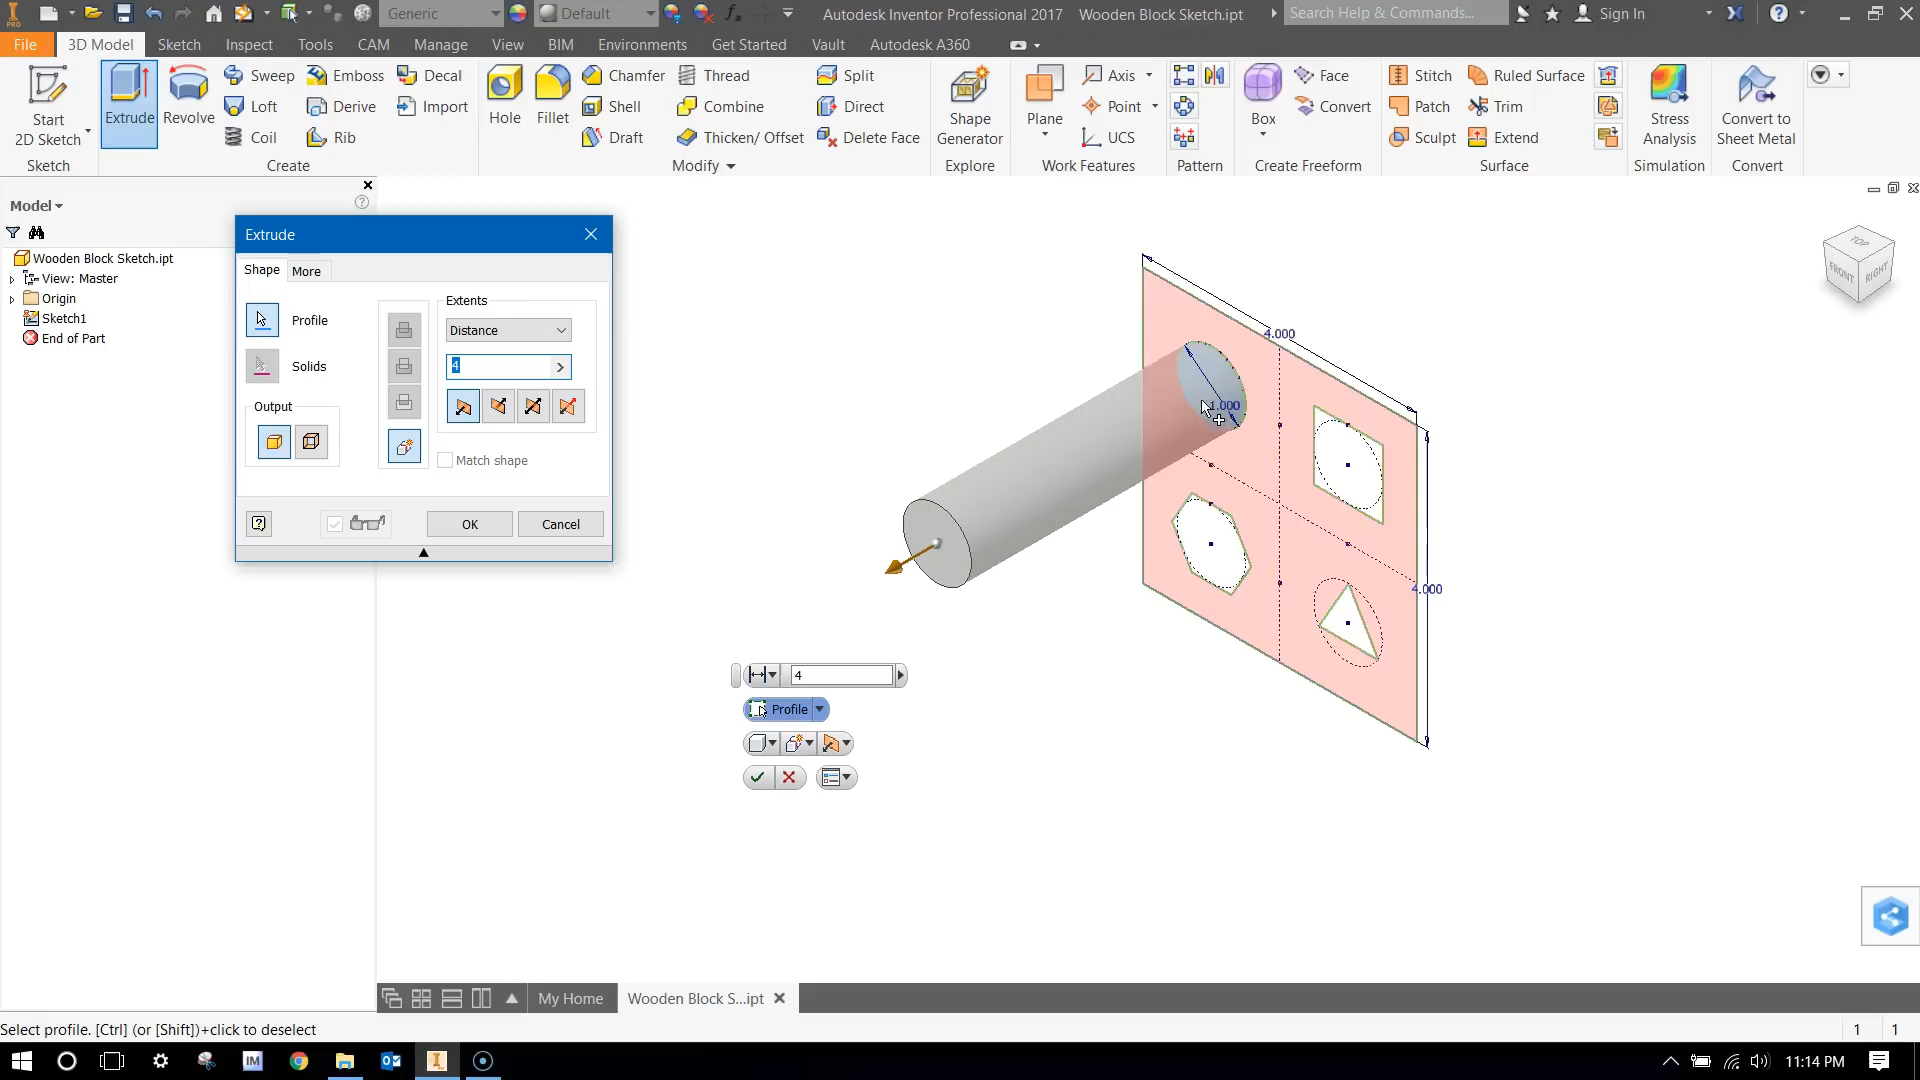 PRO
Generic
Default
fx
Autodesk Inventor Professional 2017 Wooden Block Sketch.ipt
Search Help & Commands...
Sign In
File
3D Model
Sketch
Inspect
Tools
CAM
Manage
View
BIM
Environments
Get Started
Vault
Autodesk A360
Start
2D Sketch
Sketch
Extrude
Revolve
Sweep
Loft
Coil
Emboss
Derive
Rib
Decal
Import
Create
Hole
Fillet
Chamfer
Shell
Draft
Thread
Combine
Thicken/ Offset
Split
Direct
Delete Face
Modify
Shape
Generator
Explore
Plane
Axis
Point
UCS
Work Features
Pattern
Box
Face
Convert
Create Freeform
Stitch
Patch
Sculpt
Ruled Surface
Trim
Extend
Surface
Stress
Analysis
Simulation
Convert to
Sheet Metal
Convert
Model
Wooden Block Sketch.ipt
View: Master
Origin
Sketch1
End of Part
Extrude
Shape
More
Profile
Solids
Output
Extents
Distance
4
Match shape
OK
Cancel
4.000
1.000
4.000
TOP
FRONT
RIGHT
4
Profile
My Home
Wooden Block S...ipt
Select profile. [Ctrl] (or [Shift])+click to deselect
1
1
IM
11:14 PM